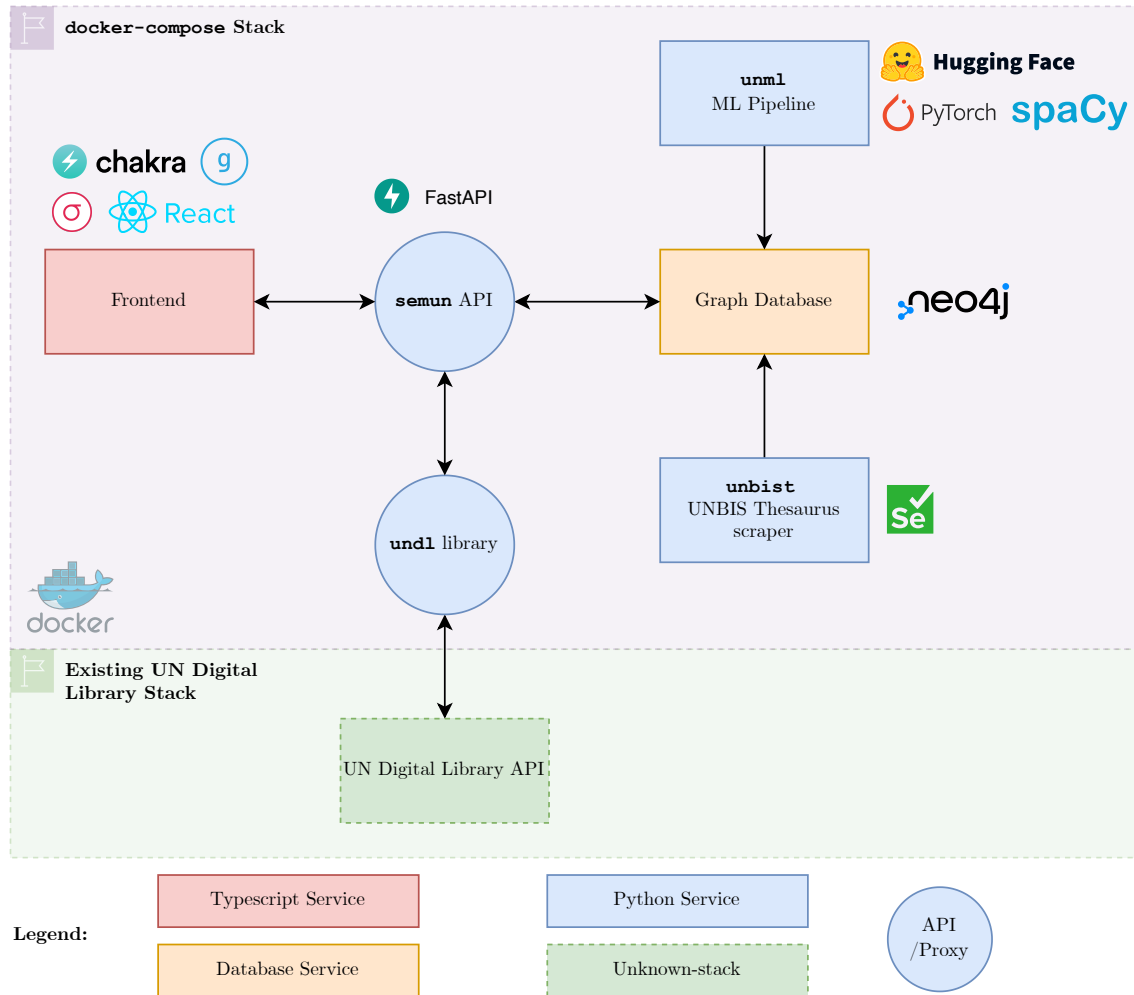 docker-compose Stack
unml
ML Pipeline
Hugging Face
PyTorch
spaCy
chakra
g
σ
React
FastAPI
Frontend
semun API
Graph Database
neo4j
undl library
unbist
UNBIS Thesaurus
scraper
Se
docker
Existing UN Digital
Library Stack
UN Digital Library API
Legend:
Typescript Service
Python Service
API
/Proxy
Database Service
Unknown-stack